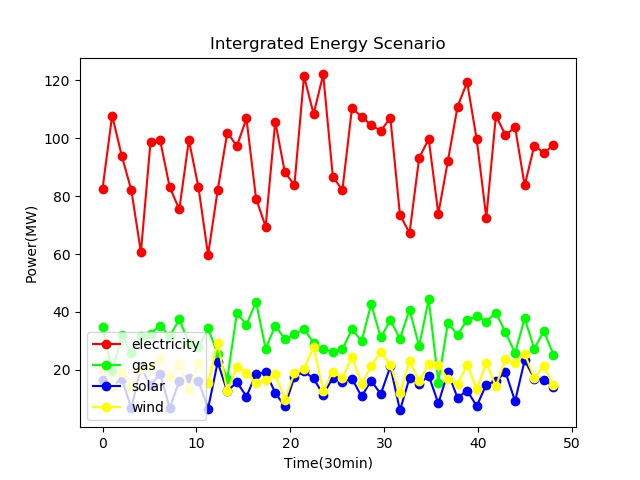 Intergrated Energy Scenario
Power(MW)
120
100
80
60
40
20
electricity
gas
solar
wind
0 10 20 30 40 50
Time(30min)